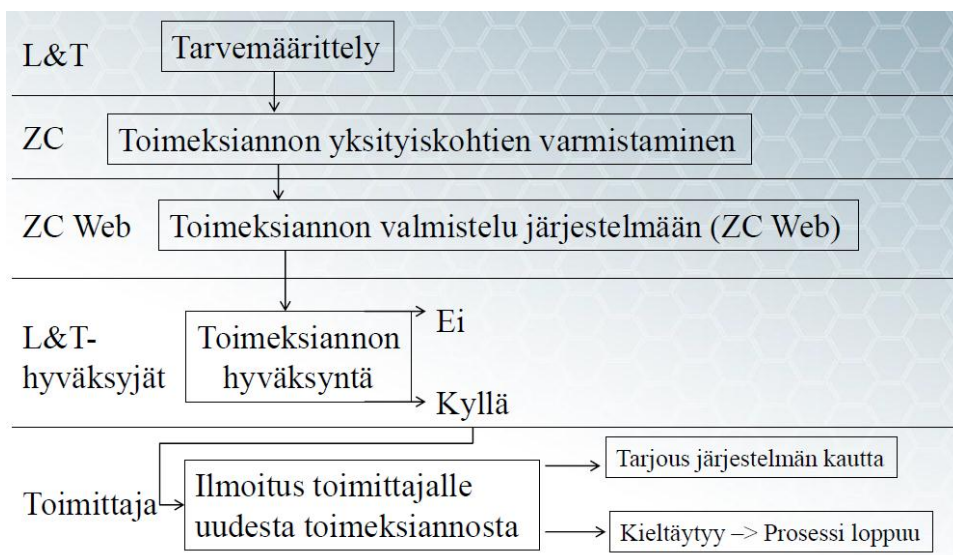 L&T
Tarvemäärittely
ZC
Toimeksiannon yksityiskohtien varmistaminen
ZC Web
Toimeksiannon valmistelu järjestelmään (ZC Web)
L&T-
hyväksyjät
Toimeksiannon
hyväksyntä
Ei
Kyllä
Toimittaja
Ilmoitus toimittajalle
uudesta toimeksiannosta
Tarjous järjestelmän kautta
Kieltäytyy –> Prosessi loppuu